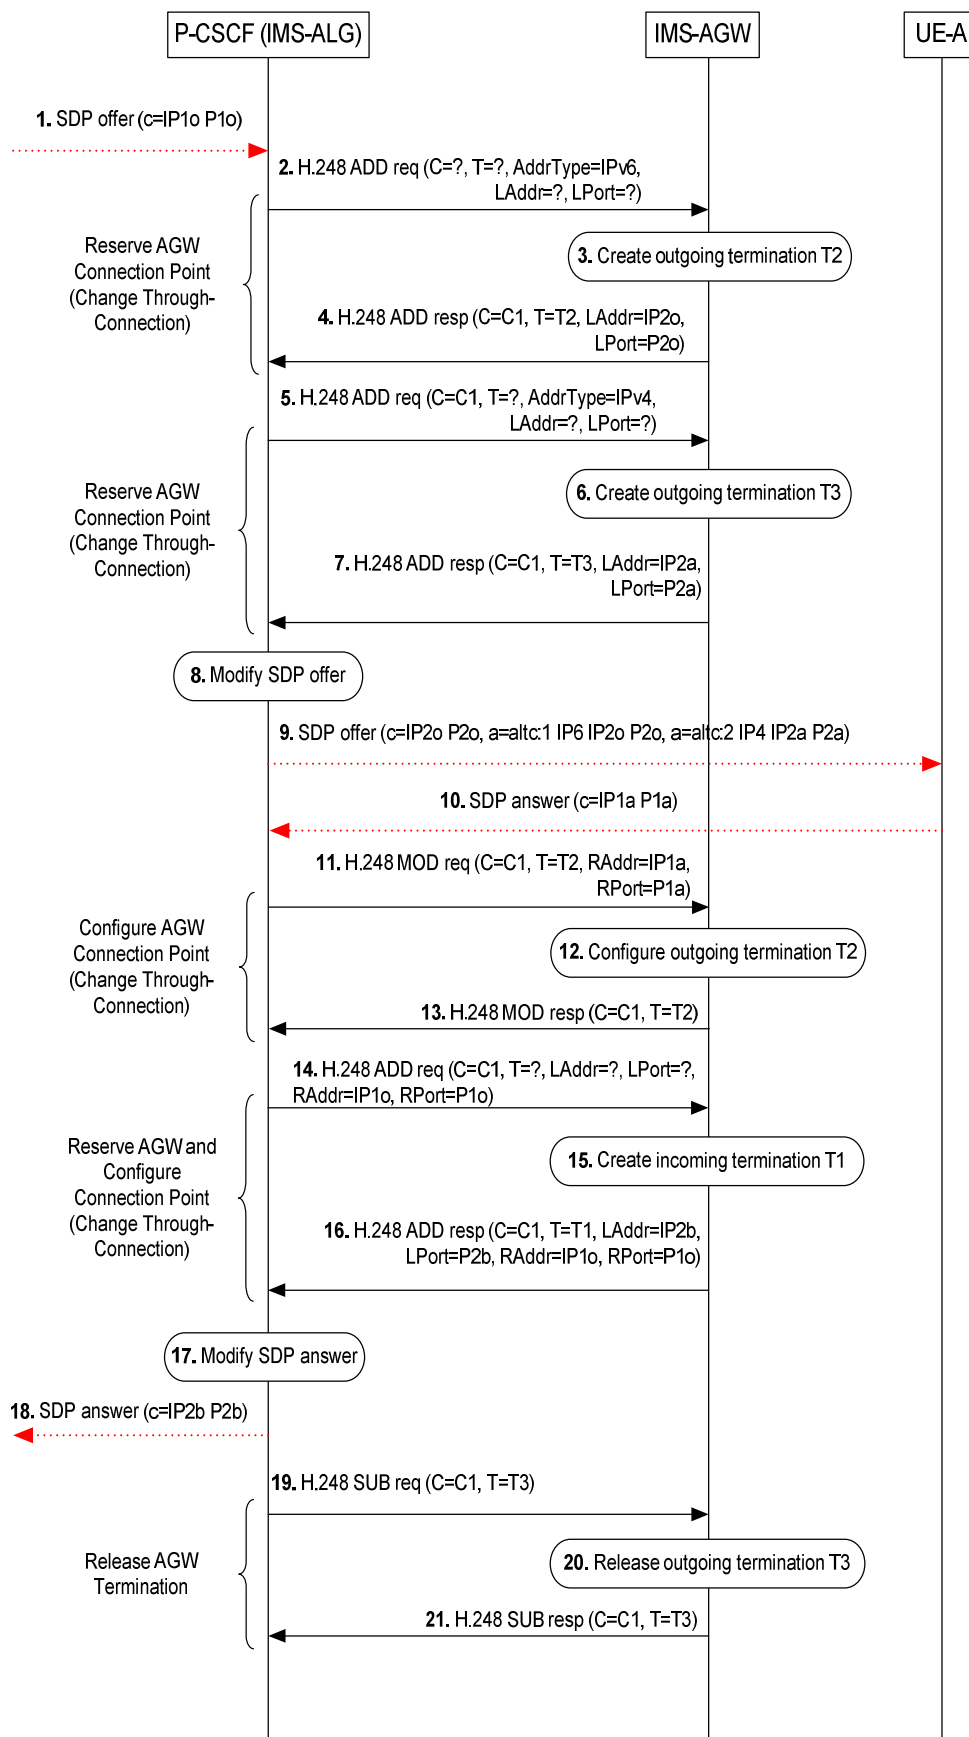 P-CSCF (IMS-ALG)
IMS-AGW
UE-A
1. SDP offer (c=IP1o P1o)
2. H.248 ADD req (C=?, T=?, AddrType=IPv6,
LAddr=?, LPort=?)
Reserve AGW
Connection Point
(Change Through-
Connection)
3. Create outgoing termination T2
4. H.248 ADD resp (C=C1, T=T2, LAddr=IP2o,
LPort=P2o)
5. H.248 ADD req (C=C1, T=?, AddrType=IPv4,
LAddr=?, LPort=?)
Reserve AGW
Connection Point
(Change Through-
Connection)
6. Create outgoing termination T3
7. H.248 ADD resp (C=C1, T=T3, LAddr=IP2a,
LPort=P2a)
8. Modify SDP offer
9. SDP offer (c=IP2o P2o, a=altc:1 IP6 IP2o P2o, a=altc:2 IP4 IP2a P2a)
10. SDP answer (c=IP1a P1a)
11. H.248 MOD req (C=C1, T=T2, RAddr=IP1a,
RPort=P1a)
Configure AGW
Connection Point
(Change Through-
Connection)
12. Configure outgoing termination T2
13. H.248 MOD resp (C=C1, T=T2)
14. H.248 ADD req (C=C1, T=?, LAddr=?, LPort=?,
RAddr=IP1o, RPort=P1o)
Reserve AGW and
Configure
Connection Point
(Change Through-
Connection)
15. Create incoming termination T1
16. H.248 ADD resp (C=C1, T=T1, LAddr=IP2b,
LPort=P2b, RAddr=IP1o, RPort=P1o)
17. Modify SDP answer
18. SDP answer (c=IP2b P2b)
19. H.248 SUB req (C=C1, T=T3)
Release AGW
Termination
20. Release outgoing termination T3
21. H.248 SUB resp (C=C1, T=T3)